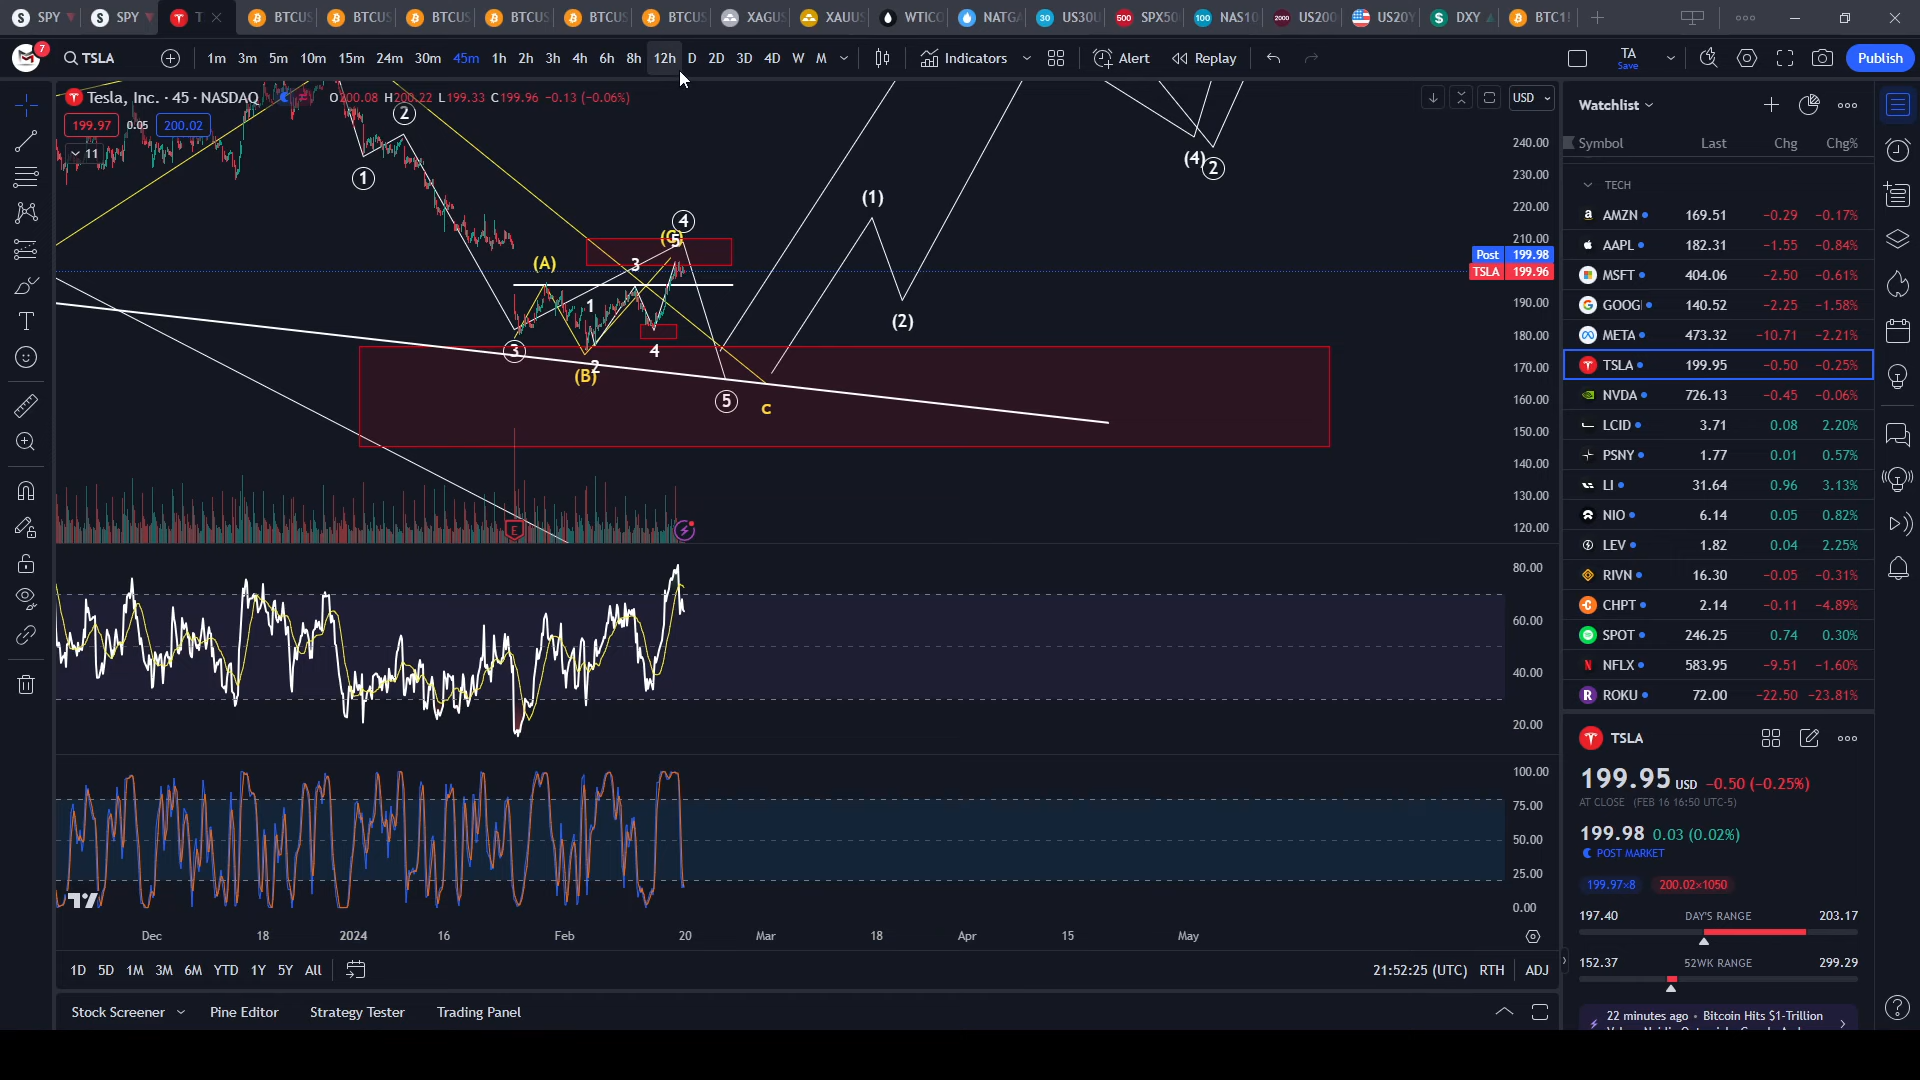 SPY
SPY
T
BTCUS
BTCUS
BTCUS
BTCUS
BTCUS
BTCUS
XAGUS
XAUUS
WTICO
NATGA
30 US30U
500 SPX50
100 NAS10
2000 US200
US20Y
DXY
BTC1!
7
TSLA
1m 3m 5m 10m 15m 24m 30m 45m 1h 2h 3h 4h 6h 8h 12h D 2D 3D 4D W M
Indicators
Alert
Replay
TA
Save
Publish
Tesla, Inc. · 45 · NASDAQ
O200.08 H200.22 L199.33 C199.96 −0.13 (−0.06%)
199.97 0.05 200.02
11
USD
240.00
230.00
220.00
210.00
Post 199.98
TSLA 199.96
190.00
180.00
170.00
160.00
150.00
140.00
130.00
120.00
2
1
(4)
2
(1)
4
5
(A)
3
1
(2)
3
4
2
(B)
5
C
E
80.00
60.00
40.00
20.00
100.00
75.00
50.00
25.00
0.00
Dec 18 2024 16 Feb 20 Mar 18 Apr 15 May
1D 5D 1M 3M 6M YTD 1Y 5Y All
21:52:25 (UTC) RTH ADJ
Stock Screener
Pine Editor
Strategy Tester
Trading Panel
Watchlist
Symbol Last Chg Chg%
TECH
AMZN 169.51 −0.29 −0.17%
AAPL 182.31 −1.55 −0.84%
MSFT 404.06 −2.50 −0.61%
GOOGL 140.52 −2.25 −1.58%
META 473.32 −10.71 −2.21%
TSLA 199.95 −0.50 −0.25%
NVDA 726.13 −0.45 −0.06%
LCID 3.71 0.08 2.20%
PSNY 1.77 0.01 0.57%
LI 31.64 0.96 3.13%
NIO 6.14 0.05 0.82%
LEV 1.82 0.04 2.25%
RIVN 16.30 −0.05 −0.31%
CHPT 2.14 −0.11 −4.89%
SPOT 246.25 0.74 0.30%
NFLX 583.95 −9.51 −1.60%
ROKU 72.00 −22.50 −23.81%
TSLA
199.95 USD −0.50 (−0.25%)
AT CLOSE (FEB 16 16:50 UTC-5)
199.98 0.03 (0.02%)
POST MARKET
199.97×8 200.02×1050
197.40 DAY'S RANGE 203.17
152.37 52WK RANGE 299.29
22 minutes ago • Bitcoin Hits $1-Trillion